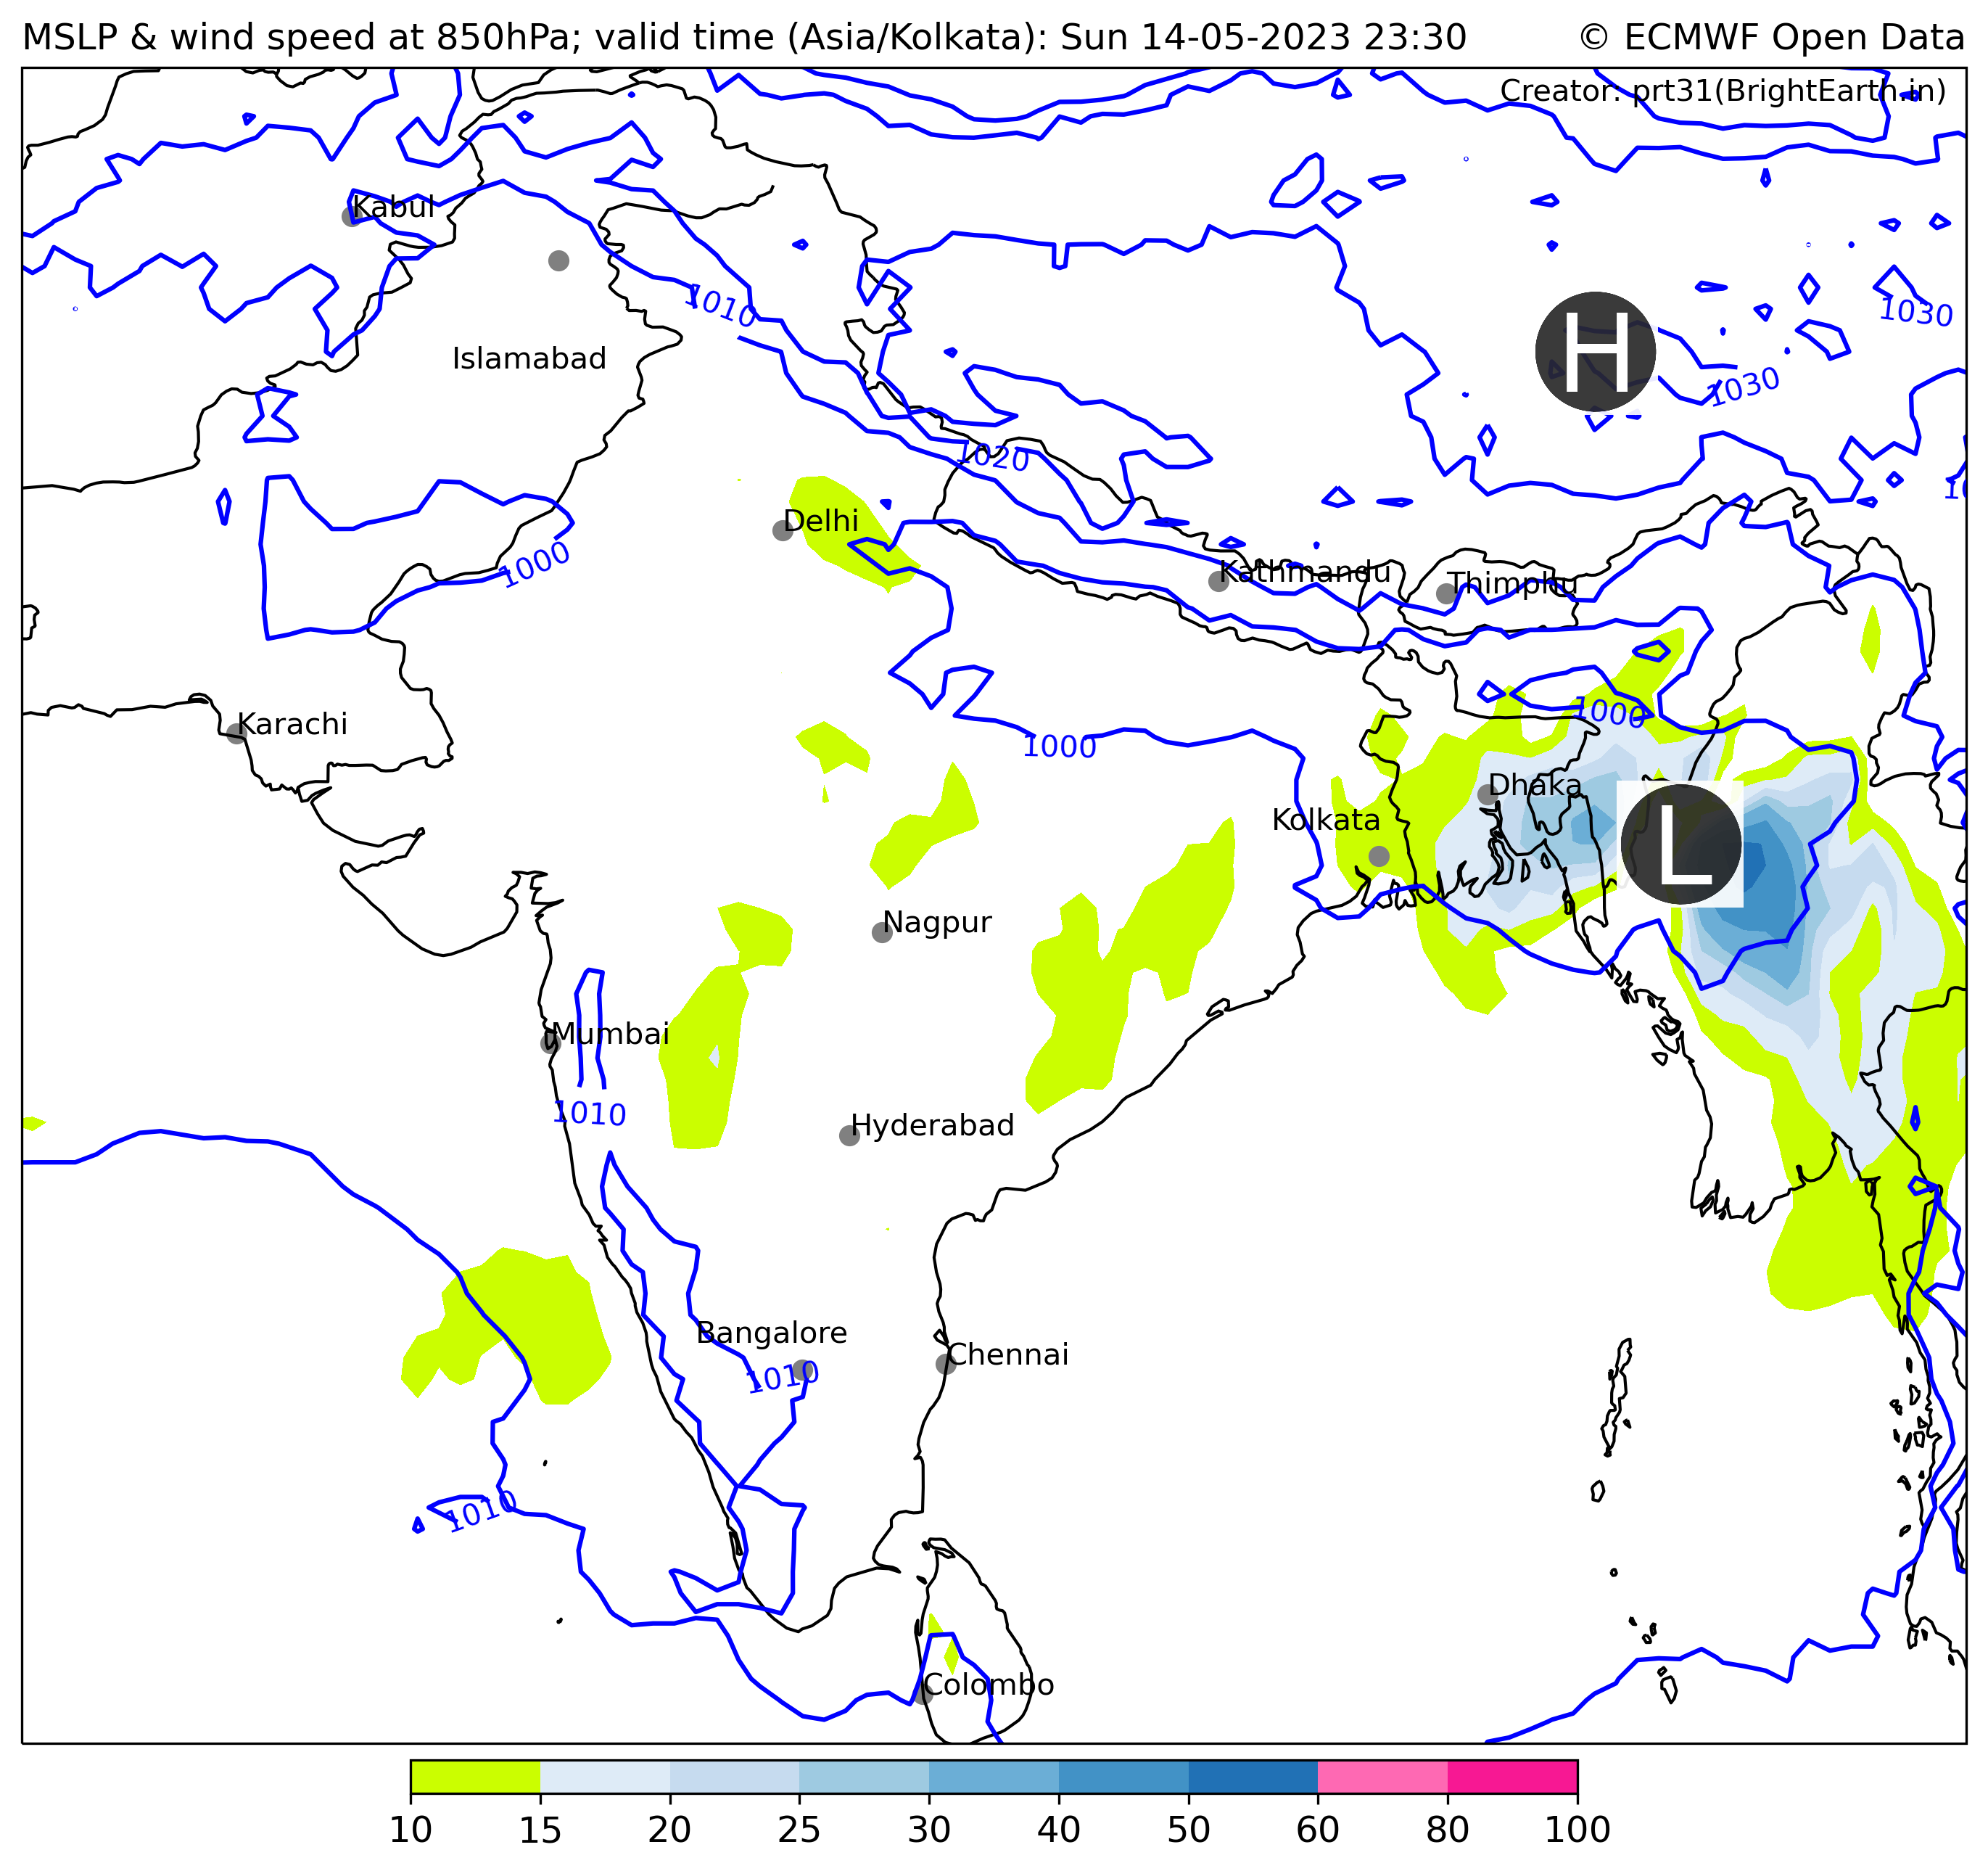 MSLP & wind speed at 850hPa; valid time (Asia/Kolkata): Sun 14-05-2023 23:30 © ECMWF Open Data
Creator: prt31(BrightEarth.in)
Kabul
1010
1030
H
Islamabad
1030
1020
10
Delhi
1000
Kathmandu
Thimphu
1000
Karachi
1000
Dhaka
Kolkata
L
Nagpur
Mumbai
1010
Hyderabad
Bangalore
Chennai
1010
1010
Colombo
10 15 20 25 30 40 50 60 80 100